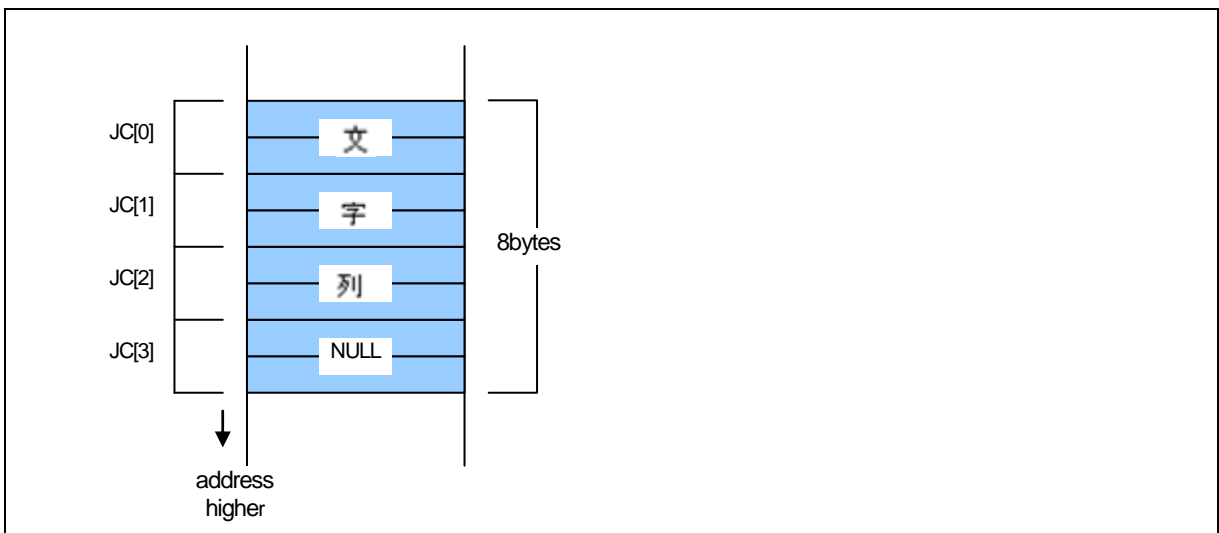 JC[0]
文
JC[1]
字
8bytes
JC[2]
列
JC[3]
NULL
address
higher